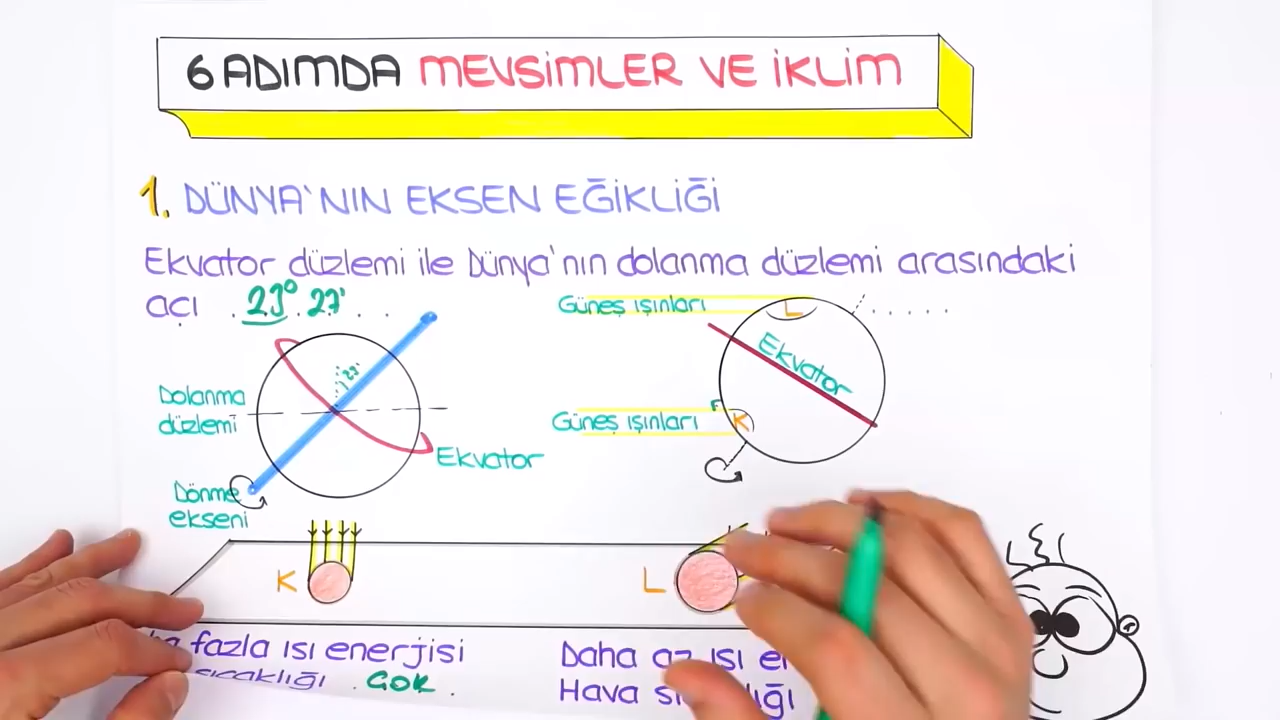 6 ADIMDA MEVSİMLER VE İKLİM
1. DÜNYA'NIN EKSEN EĞİKLİĞİ
Ekvator düzlemi ile Dünya'nın dolanma düzlemi arasındaki
açı . 23° 27' . .
Güneş ışınları
L
.....
Ekvator
Dolanma
düzlemi
Güneş ışınları
K
Ekvator
Dönme
ekseni
K
L
fazla ısı enerjisi
sıcaklığı . ÇOK .
Daha az ısı
Hava